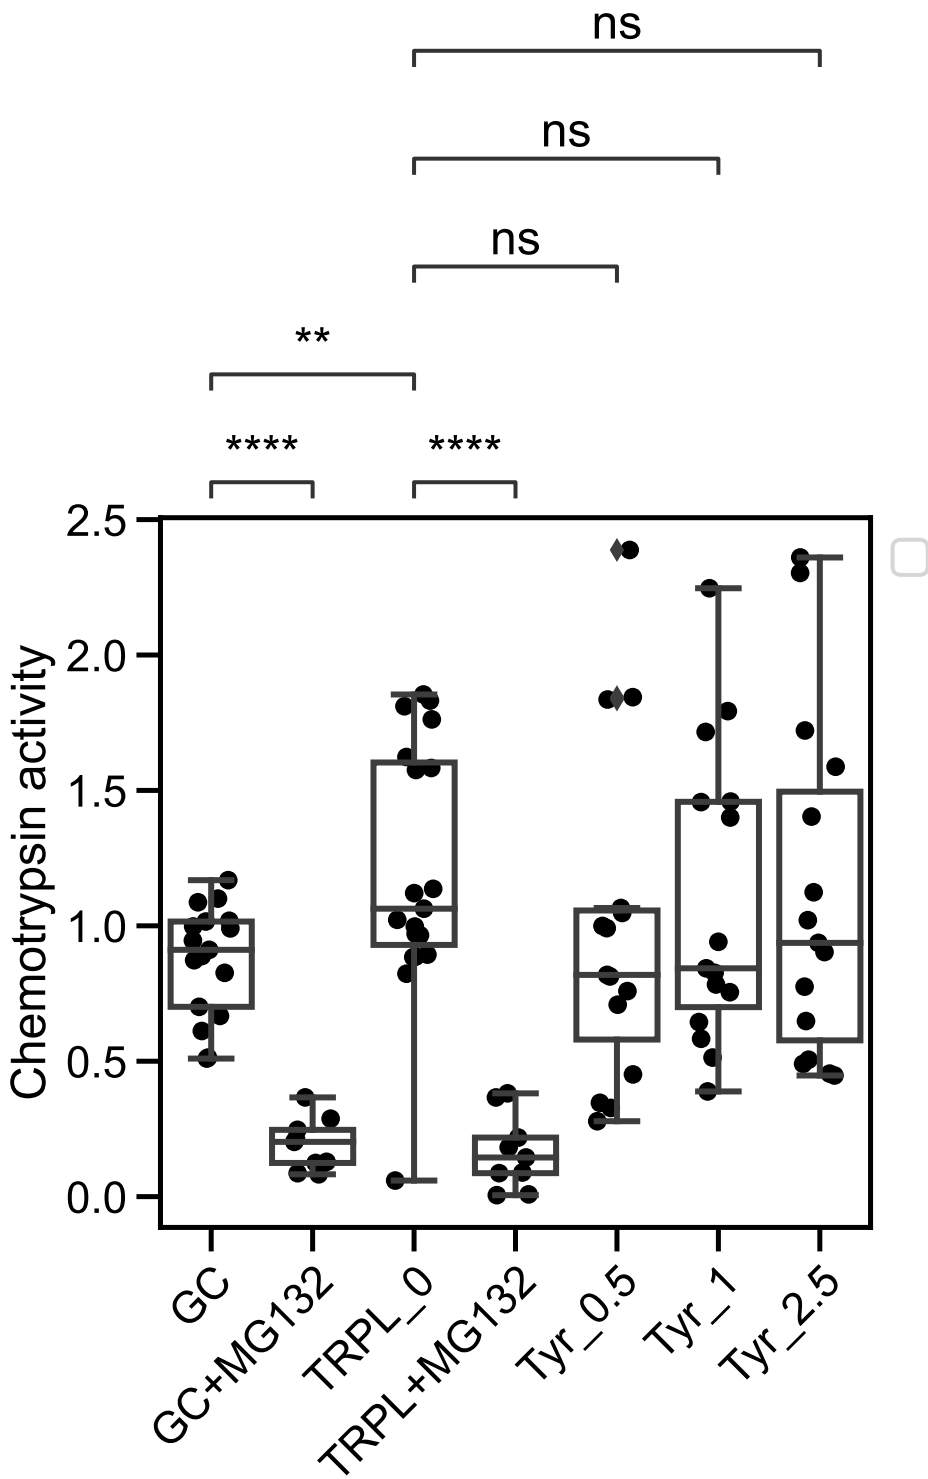 ns
ns
ns
**
**** ****
2.5
2.0
1.5
1.0
0.5
0.0
Chemotrypsin activity
GC
GC+MG132
TRPL_0
TRPL+MG132
Tyr_0.5
Tyr_1
Tyr_2.5